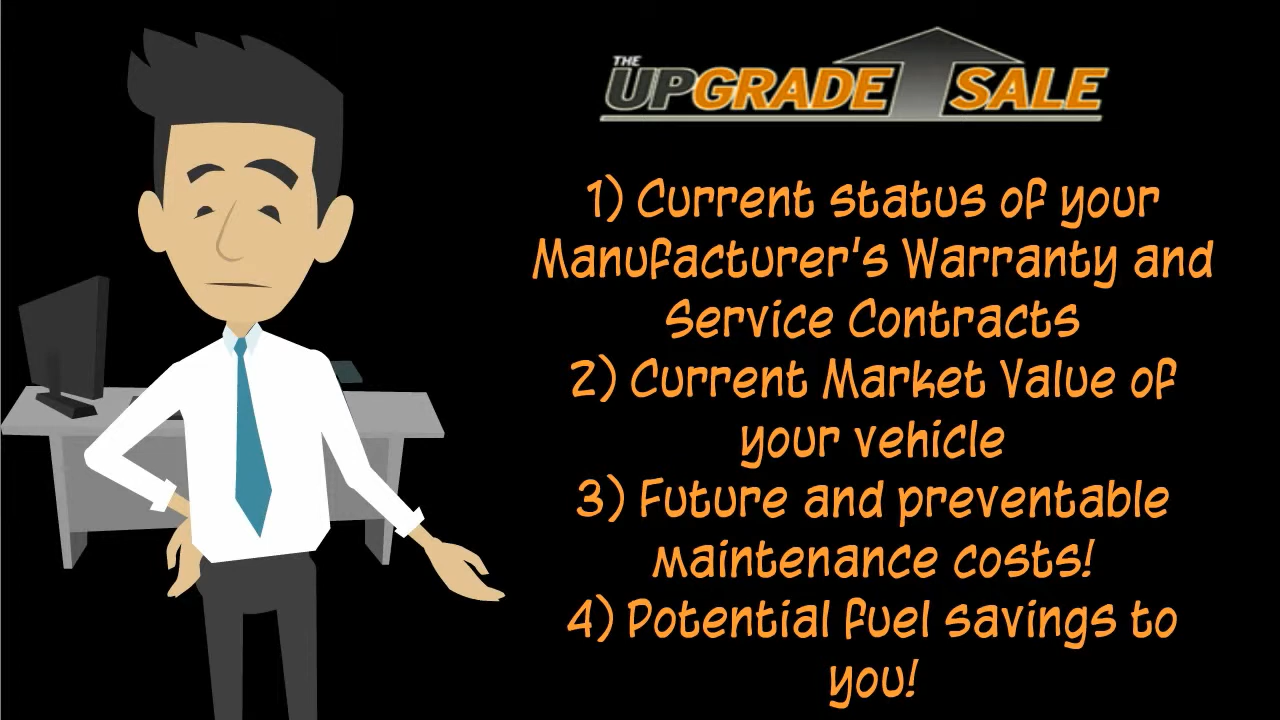 THE
UPGRADE SALE
1) Current status of your
Manufacturer's Warranty and
Service Contracts
2) Current Market Value of
your vehicle
3) Future and preventable
maintenance costs!
4) Potential fuel savings to
you!